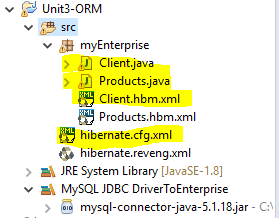 Unit3-ORM
src
myEnterprise
Client.java
Products.java
Client.hbm.xml
Products.hbm.xml
hibernate.cfg.xml
hibernate.reveng.xml
JRE System Library [JavaSE-1.8]
MySQL JDBC DriverToEnterprise
mysql-connector-java-5.1.18.jar - C: